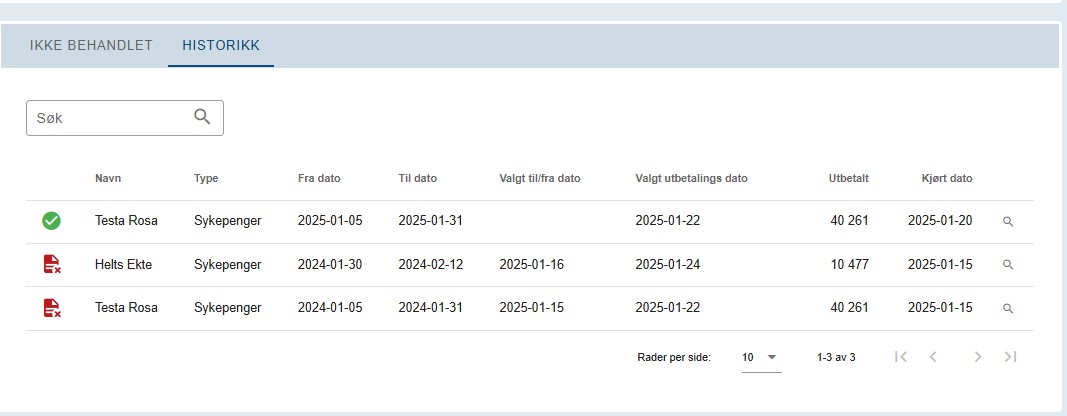 IKKE BEHANDLET HISTORIKK
Søk
Navn Type Fra dato Til dato Valgt til/fra dato Valgt utbetalings dato Utbetalt Kjørt dato
Testa Rosa Sykepenger 2025-01-05 2025-01-31 2025-01-22 40 261 2025-01-20
Helts Ekte Sykepenger 2024-01-30 2024-02-12 2025-01-16 2025-01-24 10 477 2025-01-15
Testa Rosa Sykepenger 2024-01-05 2024-01-31 2025-01-15 2025-01-22 40 261 2025-01-15
Rader per side: 10 1-3 av 3